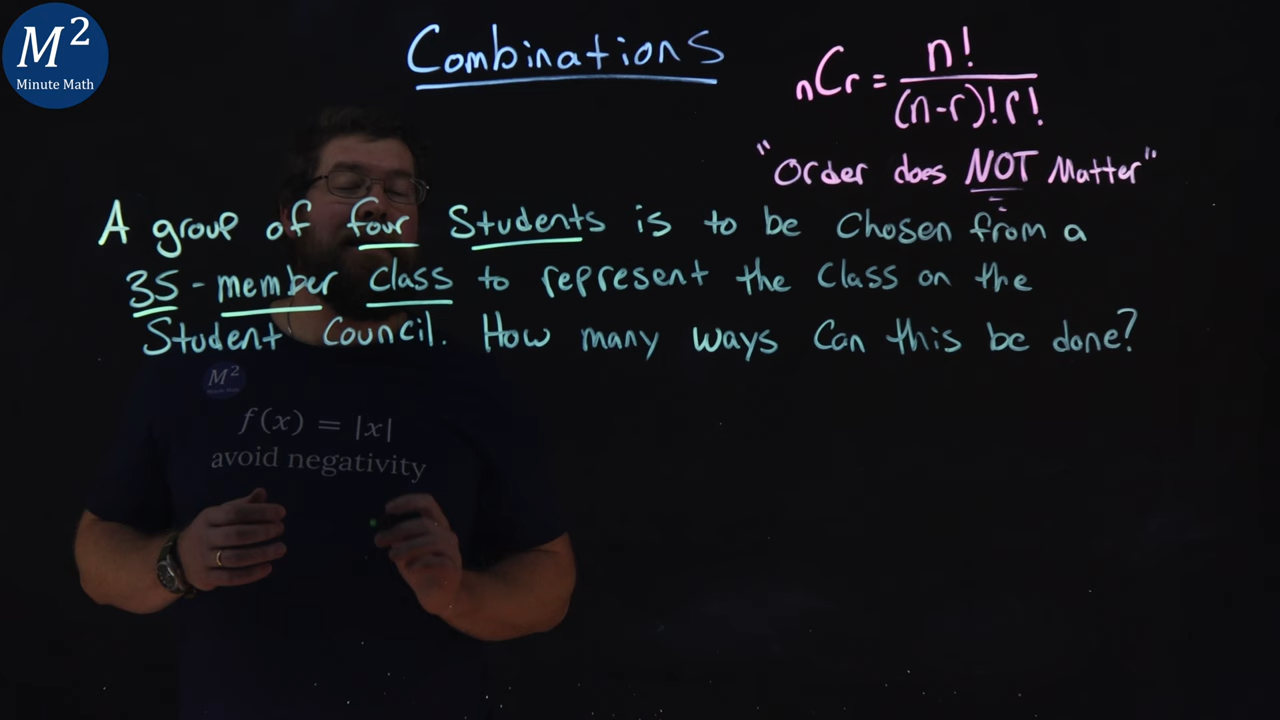 M²
Minute Math
Combinations
nCr = n! / (n-r)! r!
"Order does NOT Matter"
A group of four Students is to be Chosen from a
35-member class to represent the Class on the
Student Council. How many ways Can this be done?
M²
Minute Math
f(x) = |x|
avoid negativity